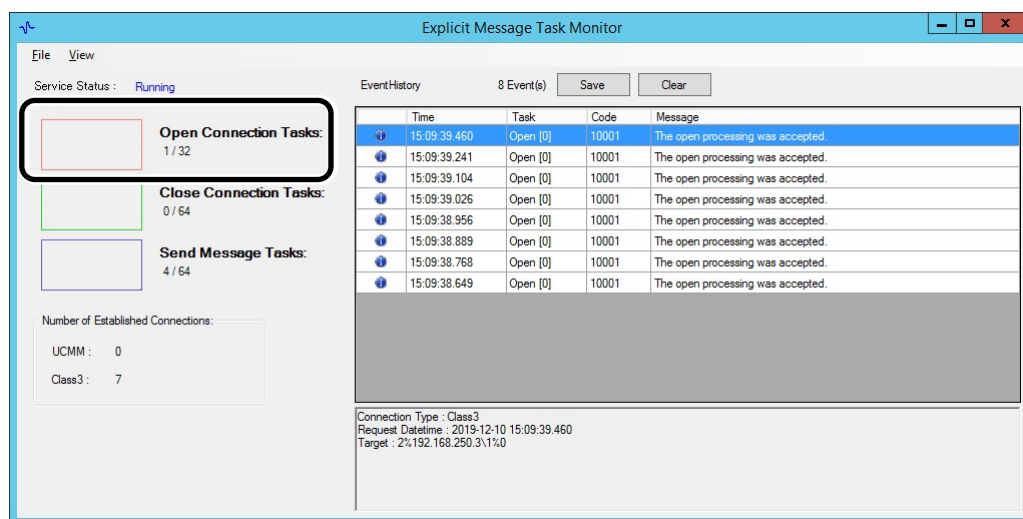 Explicit Message Task Monitor
File View
Service Status : Running
EventHistory 8 Event(s) Save Clear
Open Connection Tasks:
1 / 32
Close Connection Tasks:
0 / 64
Send Message Tasks:
4 / 64
Number of Established Connections:
UCMM : 0
Class3 : 7
Time Task Code Message
15:09:39.460 Open [0] 10001 The open processing was accepted.
15:09:39.241 Open [0] 10001 The open processing was accepted.
15:09:39.104 Open [0] 10001 The open processing was accepted.
15:09:39.026 Open [0] 10001 The open processing was accepted.
15:09:38.956 Open [0] 10001 The open processing was accepted.
15:09:38.889 Open [0] 10001 The open processing was accepted.
15:09:38.768 Open [0] 10001 The open processing was accepted.
15:09:38.649 Open [0] 10001 The open processing was accepted.
Connection Type : Class3
Request Datetime : 2019-12-10 15:09:39.460
Target : 2%192.168.250.3\1%0